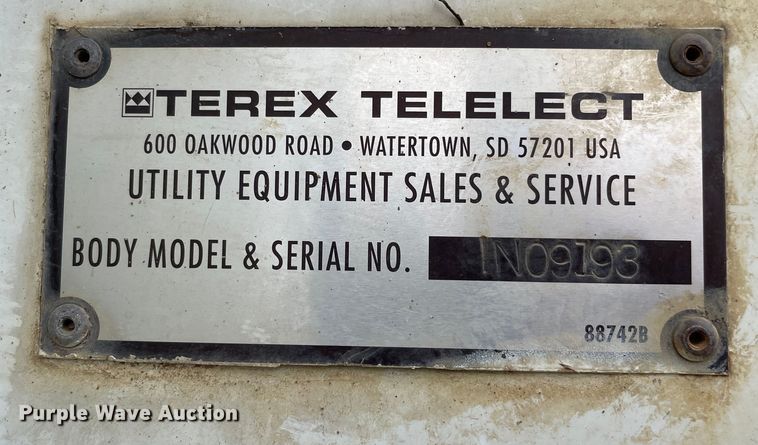 TEREX TELELECT
600 OAKWOOD ROAD • WATERTOWN, SD 57201 USA
UTILITY EQUIPMENT SALES & SERVICE
BODY MODEL & SERIAL NO. IN09193
88742B
Purple Wave Auction